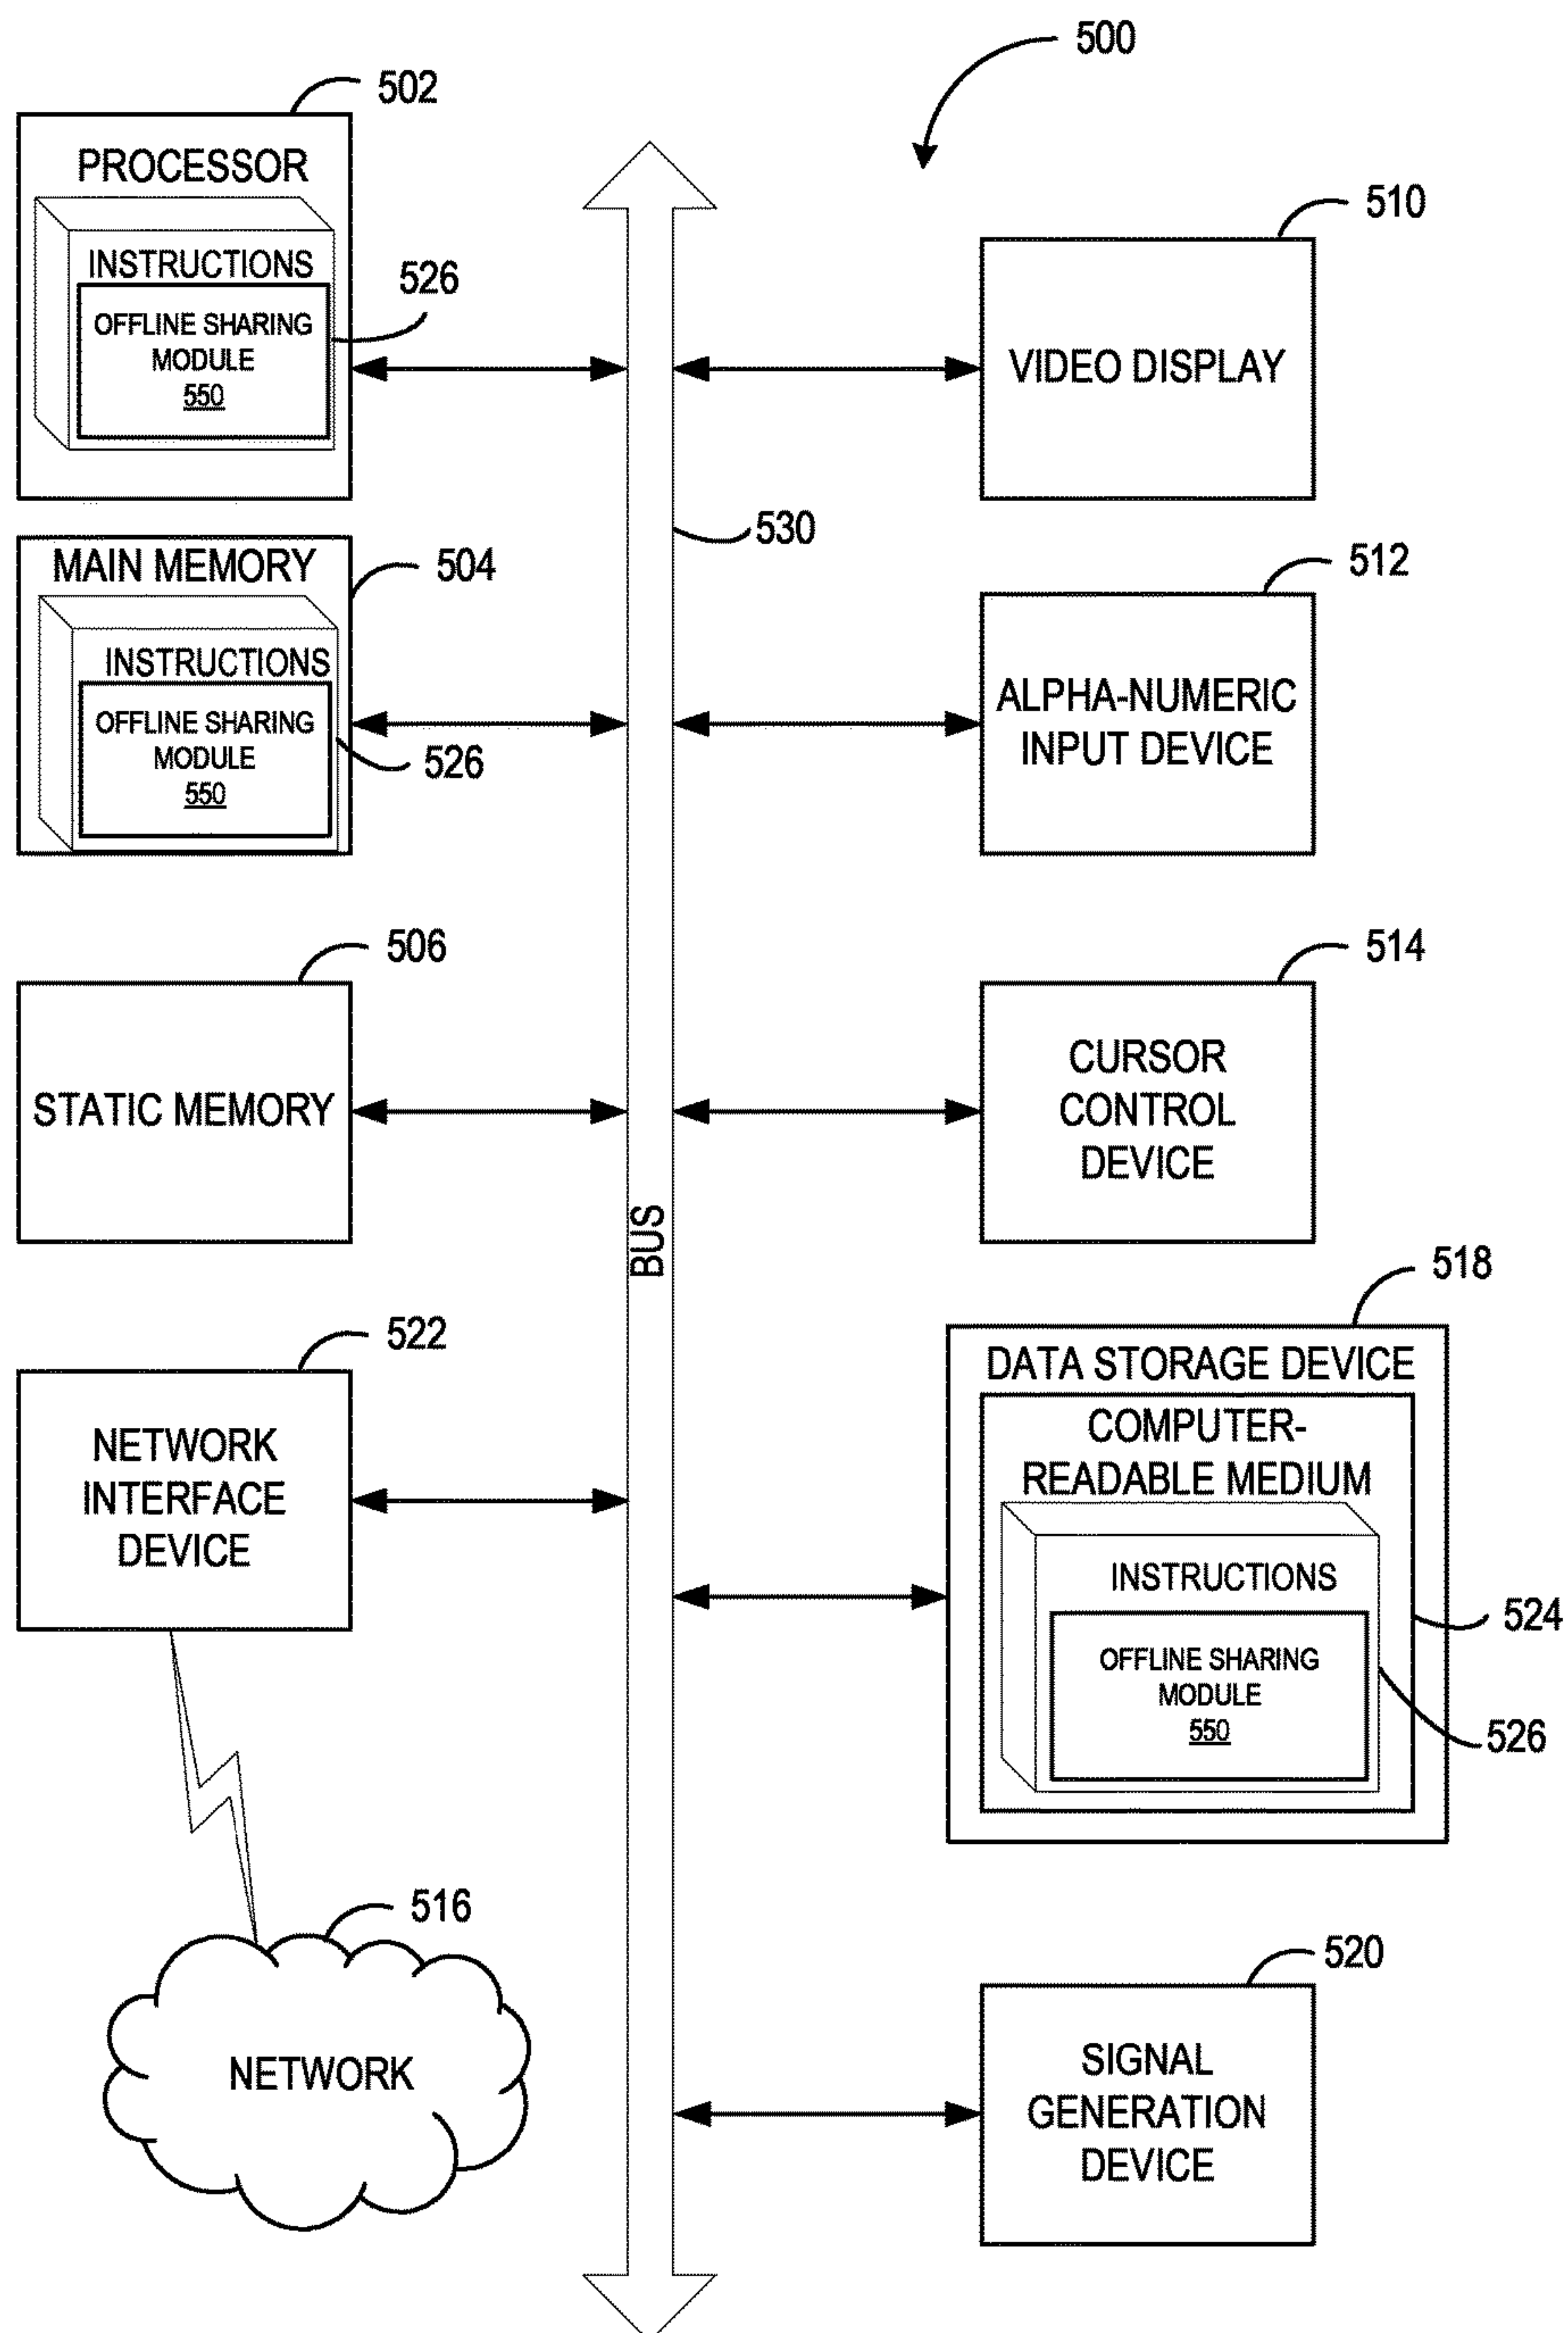 500
502
PROCESSOR
INSTRUCTIONS
526
OFFLINE SHARING
MODULE
550
510
VIDEO DISPLAY
530
MAIN MEMORY
504
INSTRUCTIONS
OFFLINE SHARING
MODULE
526
550
512
ALPHA-NUMERIC
INPUT DEVICE
506
STATIC MEMORY
514
CURSOR
CONTROL
DEVICE
BUS
522
NETWORK
INTERFACE
DEVICE
518
DATA STORAGE DEVICE
COMPUTER-
READABLE MEDIUM
INSTRUCTIONS
524
OFFLINE SHARING
MODULE
550
526
516
NETWORK
520
SIGNAL
GENERATION
DEVICE